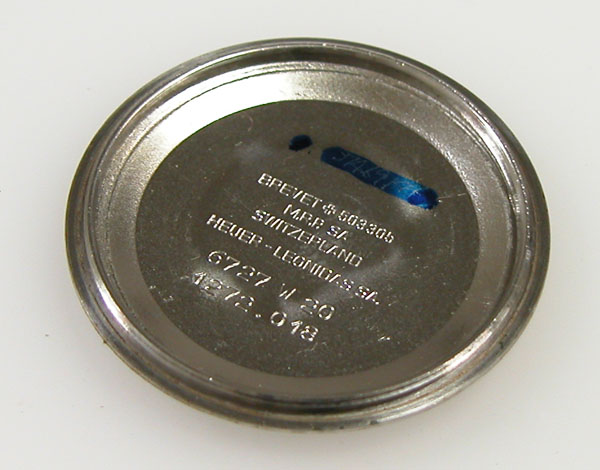 BREVET ✚ 503305
M.R.P. SA
SWITZERLAND
HEUER - LEONIDAS SA.
6727 W 20
1272.018